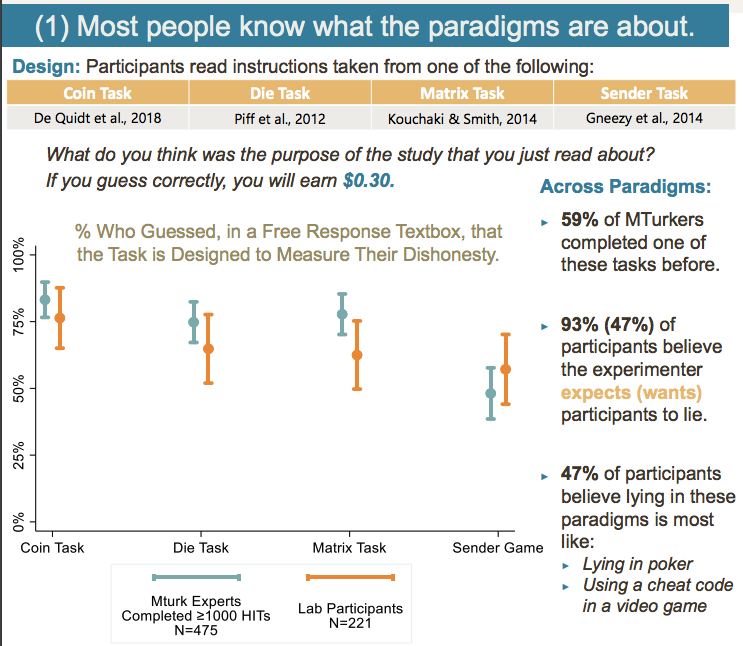 (1) Most people know what the paradigms are about.
Design: Participants read instructions taken from one of the following:
Coin Task Die Task Matrix Task Sender Task
De Quidt et al., 2018 Piff et al., 2012 Kouchaki & Smith, 2014 Gneezy et al., 2014
What do you think was the purpose of the study that you just read about?
If you guess correctly, you will earn $0.30.
% Who Guessed, in a Free Response Textbox, that
the Task is Designed to Measure Their Dishonesty.
100%
75%
50%
25%
0%
Coin Task Die Task Matrix Task Sender Game
Mturk Experts
Completed ≥1000 HITs
N=475
Lab Participants
N=221
Across Paradigms:
► 59% of MTurkers
completed one of
these tasks before.
► 93% (47%) of
participants believe
the experimenter
expects (wants)
participants to lie.
► 47% of participants
believe lying in these
paradigms is most
like:
► Lying in poker
► Using a cheat code
in a video game